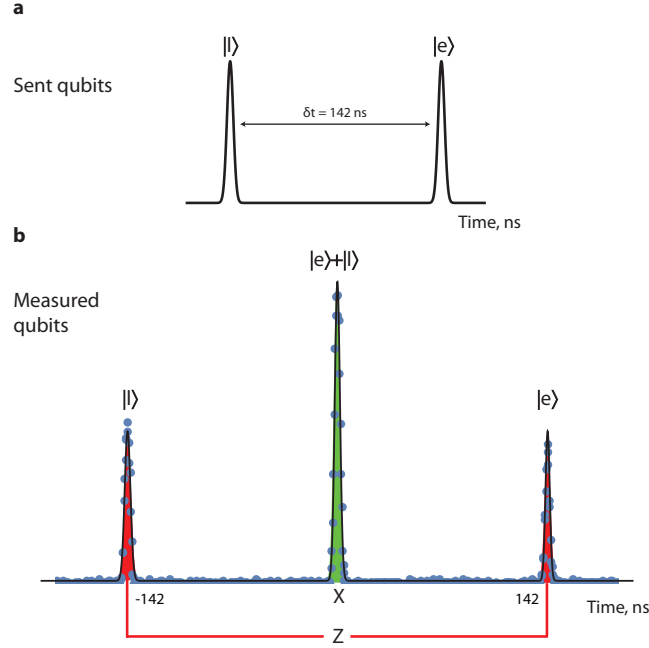 a
|l⟩
|e⟩
Sent qubits
δt = 142 ns
Time, ns
b
|e⟩+|l⟩
Measured
qubits
|l⟩
|e⟩
-142
X
142
Time, ns
Z